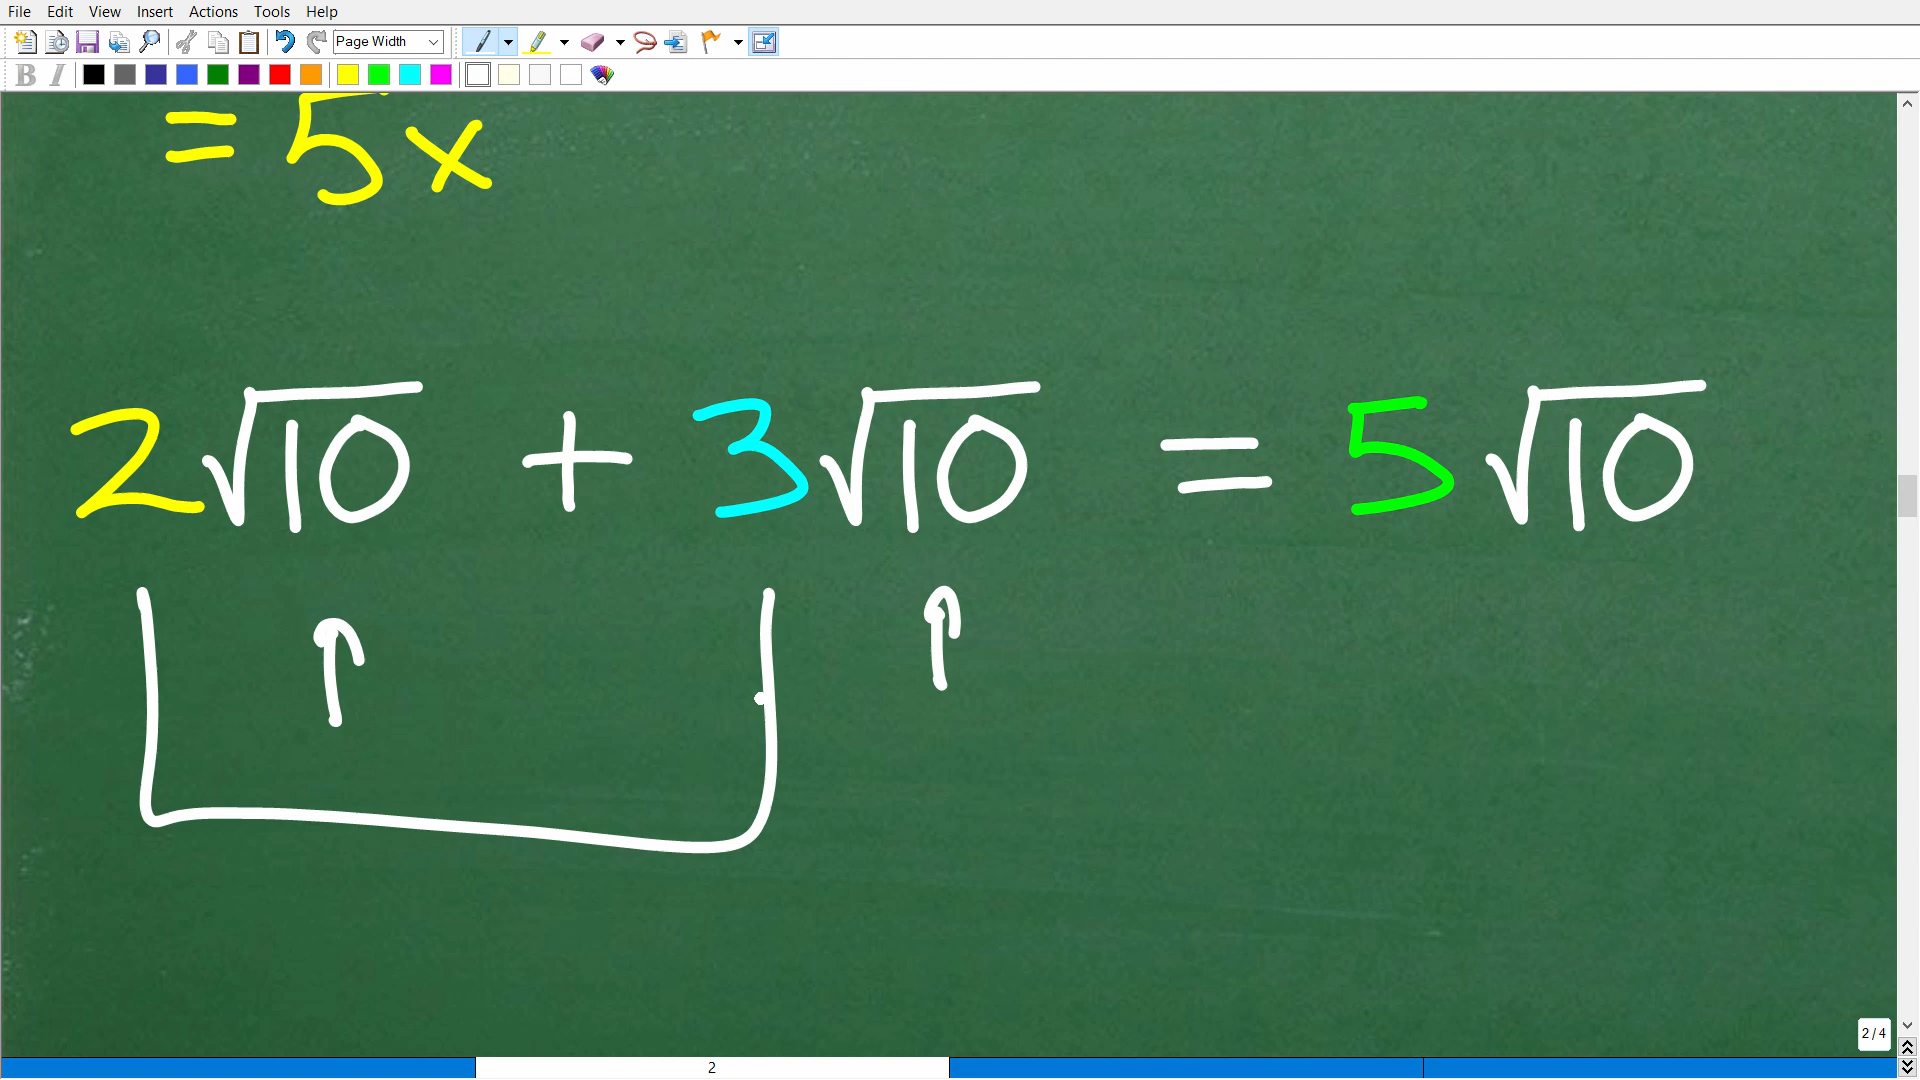 File Edit View Insert Actions Tools Help
Page Width
B I
= 5x
2√10 + 3√10 = 5√10
2 / 4
2